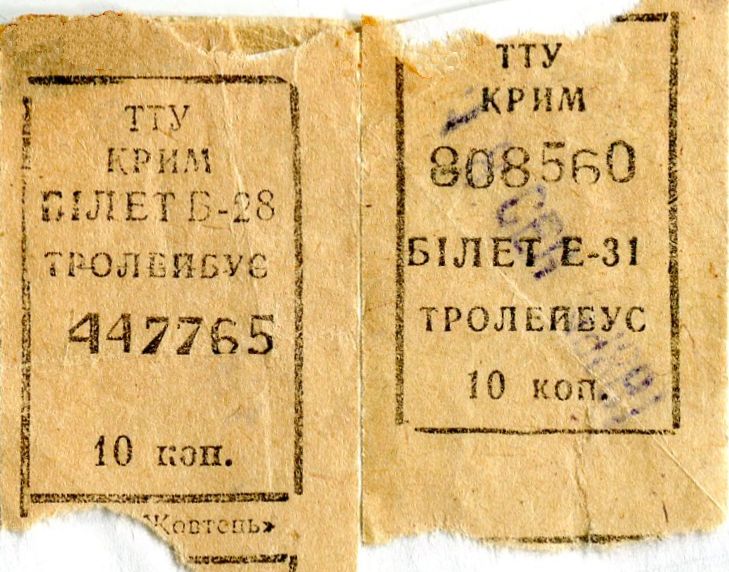 ТТУ
КРИМ
БІЛЕТ Б-28
ТРОЛЕЙБУС
447765
10 коп.
«Жовтень»
ТТУ
КРИМ
808560
БІЛЕТ Е-31
ТРОЛЕЙБУС
10 коп.